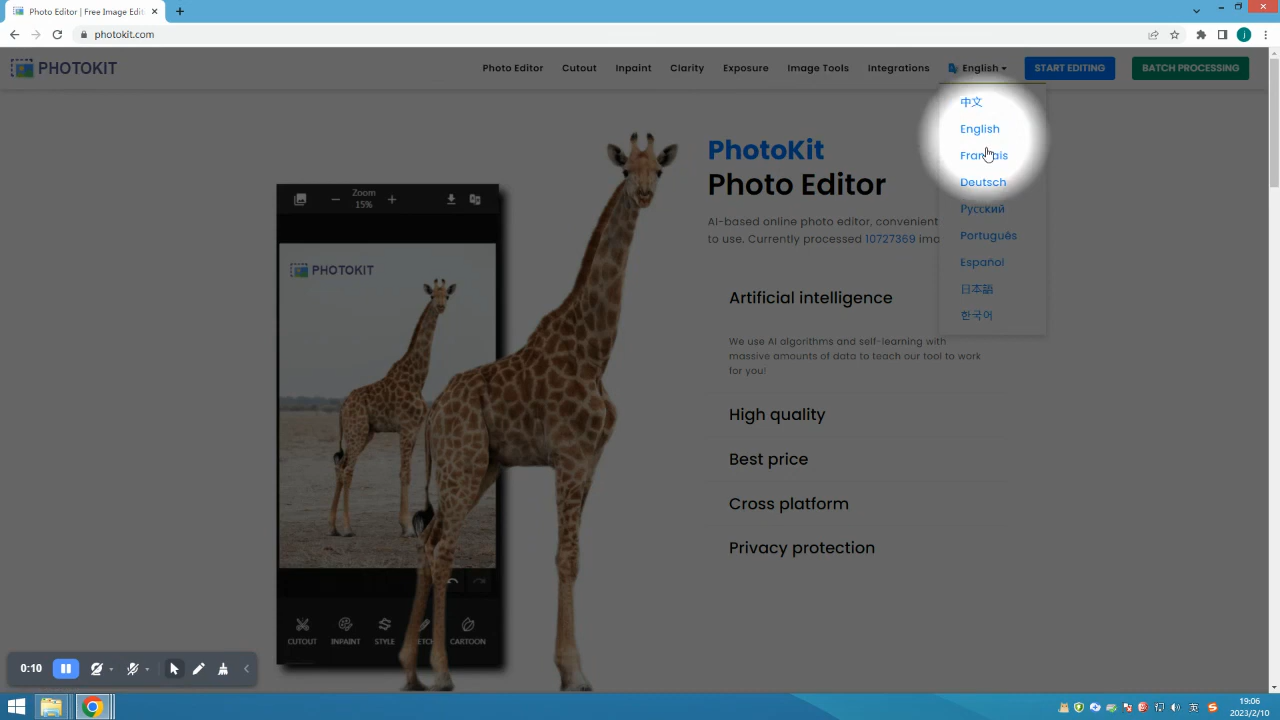 Photo Editor | Free Image Edit
photokit.com
PHOTOKIT
Photo Editor
Cutout
Inpaint
Clarity
Exposure
Image Tools
Integrations
English
START EDITING
BATCH PROCESSING
中文
English
Français
Deutsch
Русский
Português
Español
日本語
한국어
PhotoKit
Photo Editor
AI-based online photo editor, convenient
to use. Currently processed 10727369
Artificial intelligence
We use AI algorithms and self-learning with
massive amounts of data to teach our tool to work
for you!
High quality
Best price
Cross platform
Privacy protection
Zoom
15%
PHOTOKIT
CUTOUT
INPAINT
STYLE
CARTOON
0:10
19:06
2023/2/10